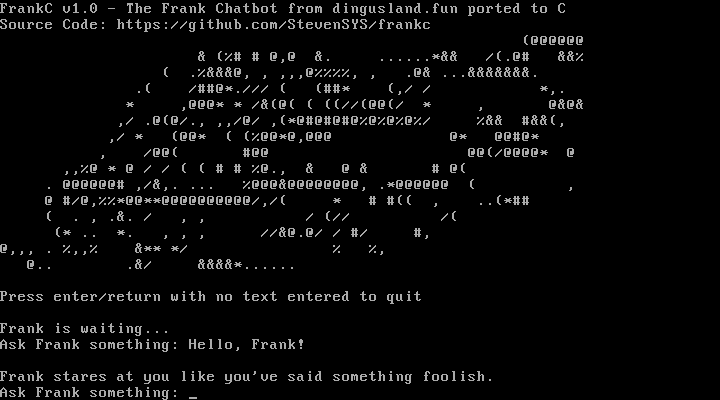 FrankC v1.0 - The Frank Chatbot from dingusland.fun ported to C
Source Code: https://github.com/StevenSYS/frankc
Press enter/return with no text entered to quit
Frank is waiting...
Ask Frank something: Hello, Frank!
Frank stares at you like you've said something foolish.
Ask Frank something: _